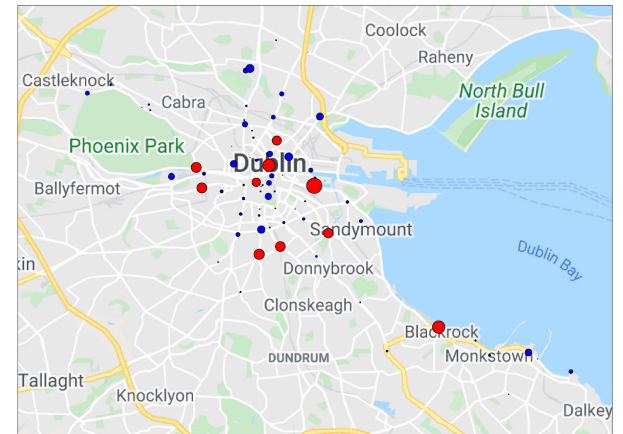 Coolock
Raheny
Castleknock
North Bull
Island
Cabra
Phoenix Park
Dublin
Ballyfermot
Sandymount
Dublin Bay
kin
Donnybrook
Clonskeagh
Blackrock
Monkstown
DUNDRUM
Tallaght
Knocklyon
Dalkey